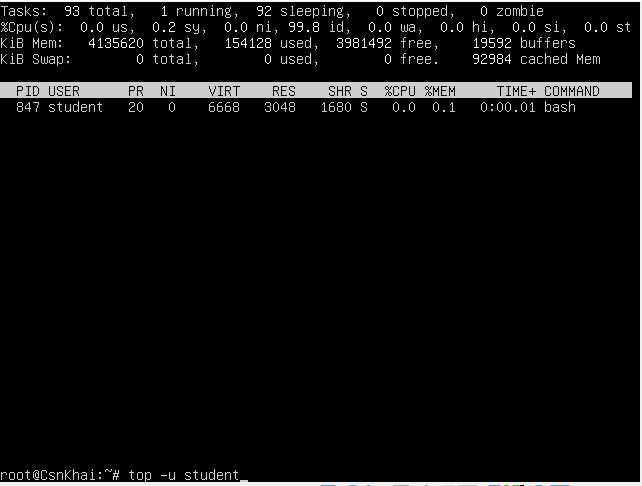 Tasks:  93 total,   1 running,  92 sleeping,   0 stopped,   0 zombie
%Cpu(s):  0.0 us,  0.2 sy,  0.0 ni, 99.8 id,  0.0 wa,  0.0 hi,  0.0 si,  0.0 st
KiB Mem:   4135620 total,   154128 used,  3981492 free,    19592 buffers
KiB Swap:        0 total,        0 used,        0 free.    92984 cached Mem
PID USER      PR  NI    VIRT    RES    SHR S  %CPU %MEM     TIME+ COMMAND
847 student   20   0    6668   3048   1680 S   0.0  0.1   0:00.01 bash
root@CsnKhai:~# top -u student_